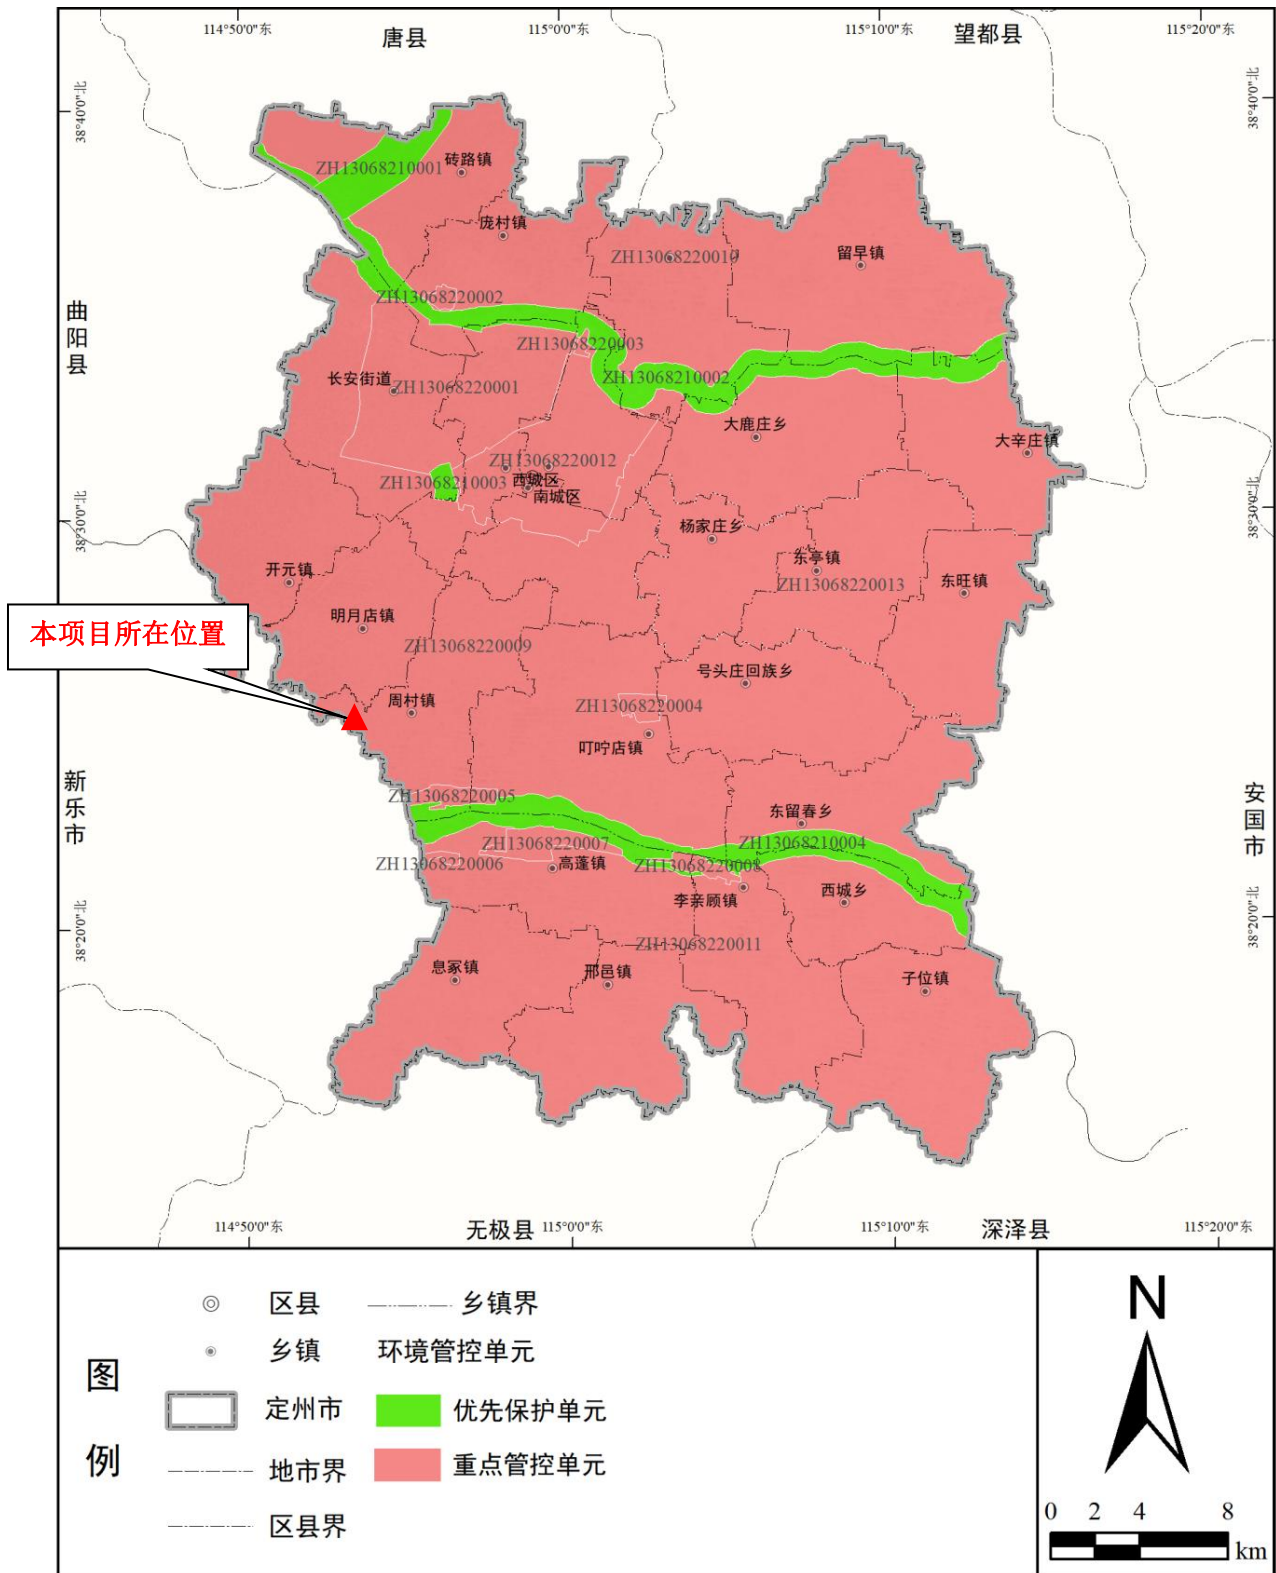 114°50'0"东
115°0'0"东
115°10'0"东
115°20'0"东
唐县
望都县
38°40'0"北
38°40'0"北
ZH13068210001
砖路镇
庞村镇
ZH13068220010
留早镇
曲阳县
ZH13068220002
ZH13068220003
长安街道
ZH13068220001
ZH13068210002
大鹿庄乡
大辛庄镇
ZH13068220012
ZH13068210003
西城区
南城区
38°30'0"北
38°30'0"北
杨家庄乡
东亭镇
开元镇
ZH13068220013
东旺镇
本项目所在位置
明月店镇
ZH13068220009
号头庄回族乡
周村镇
ZH13068220004
叮咛店镇
新乐市
安国市
ZH13068220005
东留春乡
ZH13068220007
ZH13068210004
ZH13068220006
高蓬镇
ZH13068220008
李亲顾镇
西城乡
38°20'0"北
38°20'0"北
ZH13068220011
息冢镇
邢邑镇
子位镇
114°50'0"东
无极县
115°0'0"东
115°10'0"东
深泽县
115°20'0"东
图例
区县
乡镇界
乡镇
环境管控单元
定州市
优先保护单元
地市界
重点管控单元
区县界
N
0 2 4 8
km